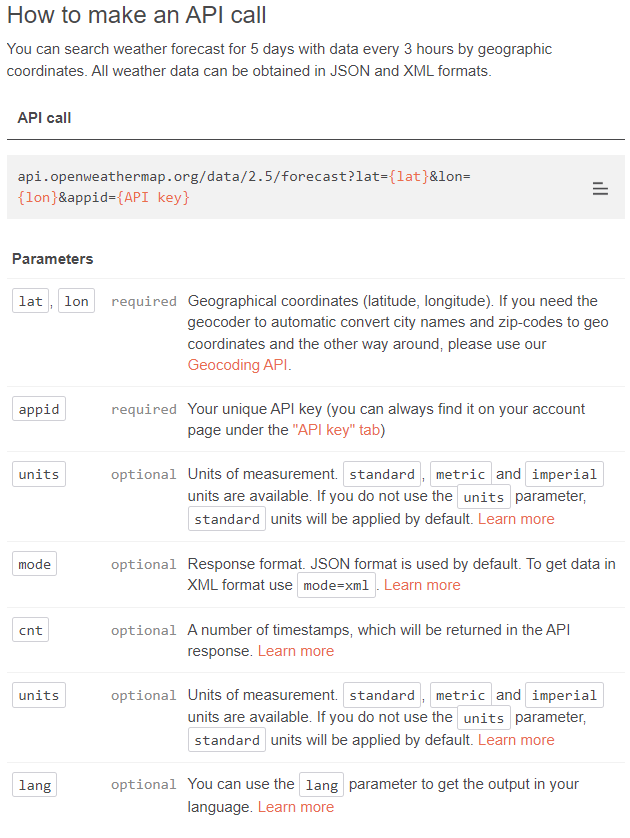 How to make an API call
You can search weather forecast for 5 days with data every 3 hours by geographic
coordinates. All weather data can be obtained in JSON and XML formats.
API call
api.openweathermap.org/data/2.5/forecast?lat={lat}&lon=
{lon}&appid={API key}
Parameters
lat, lon required Geographical coordinates (latitude, longitude). If you need the
geocoder to automatic convert city names and zip-codes to geo
coordinates and the other way around, please use our
Geocoding API.
appid required Your unique API key (you can always find it on your account
page under the "API key" tab)
units optional Units of measurement. standard, metric and imperial
units are available. If you do not use the units parameter,
standard units will be applied by default. Learn more
mode optional Response format. JSON format is used by default. To get data in
XML format use mode=xml. Learn more
cnt optional A number of timestamps, which will be returned in the API
response. Learn more
units optional Units of measurement. standard, metric and imperial
units are available. If you do not use the units parameter,
standard units will be applied by default. Learn more
lang optional You can use the lang parameter to get the output in your
language. Learn more